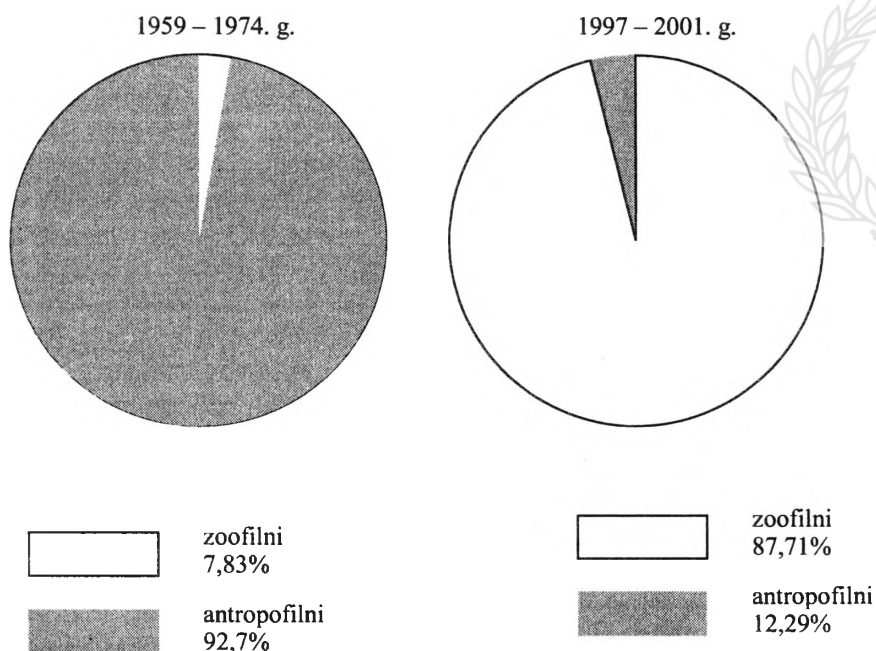 1959 – 1974. g.
zoofilni
7,83%
antropofilni
92,7%
1997 – 2001. g.
zoofilni
87,71%
antropofilni
12,29%